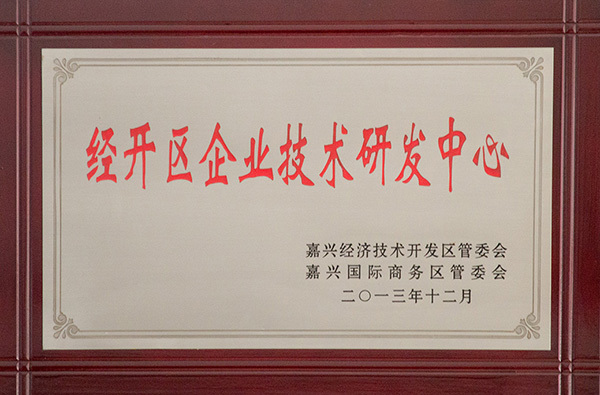 经开区企业技术研发中心
嘉兴经济技术开发区管委会
嘉兴国际商务区管委会
二〇一三年十二月